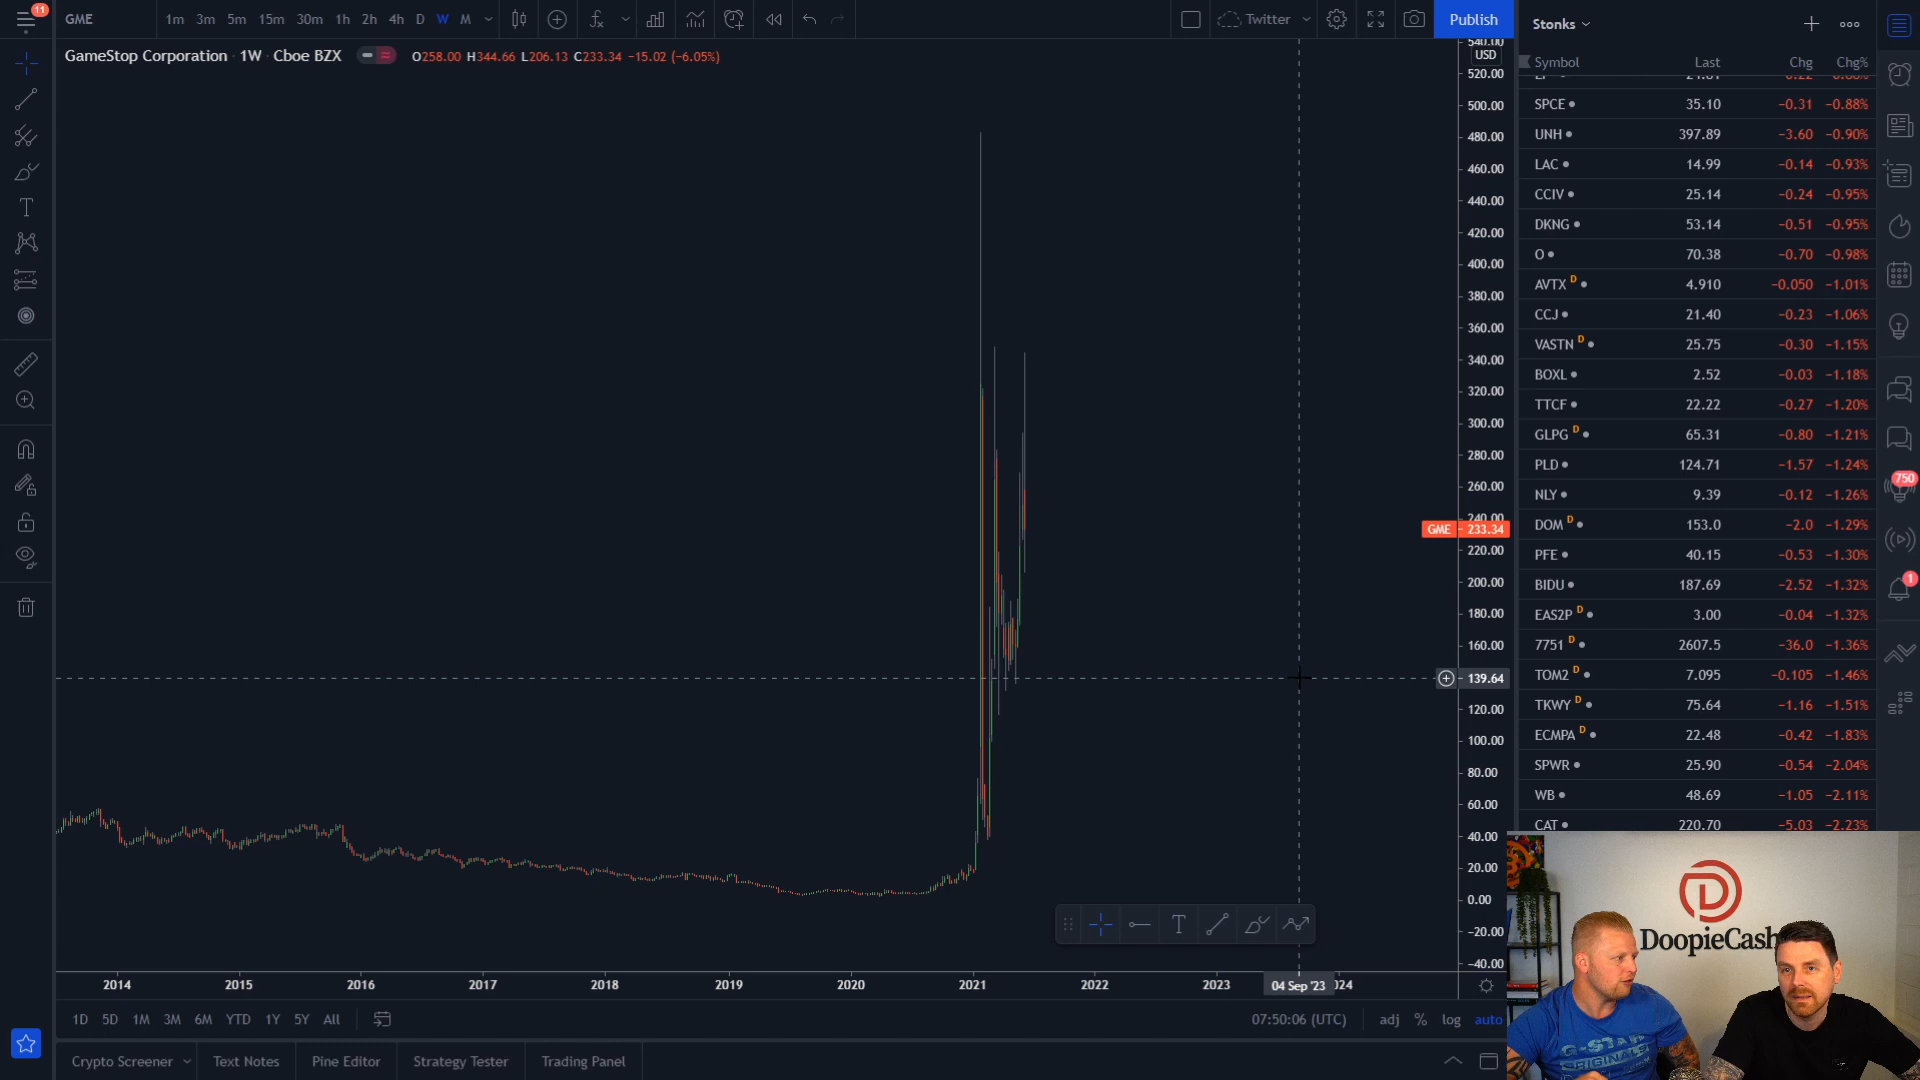 11
GME
1m 3m 5m 15m 30m 1h 2h 4h D W M
Twitter
Publish
GameStop Corporation · 1W · Cboe BZX
O258.00 H344.66 L206.13 C233.34 −15.02 (−6.05%)
540.00
USD
520.00
500.00
480.00
460.00
440.00
420.00
400.00
380.00
360.00
340.00
320.00
300.00
280.00
260.00
240.00
GME 233.34
220.00
200.00
180.00
160.00
139.64
120.00
100.00
80.00
60.00
40.00
20.00
0.00
−20.00
−40.00
2014 2015 2016 2017 2018 2019 2020 2021 2022 2023 04 Sep '23 024
1D 5D 1M 3M 6M YTD 1Y 5Y All
07:50:06 (UTC) adj % log auto
Crypto Screener Text Notes Pine Editor Strategy Tester Trading Panel
Stonks
Symbol Last Chg Chg%
SPCE 35.10 −0.31 −0.88%
UNH 397.89 −3.60 −0.90%
LAC 14.99 −0.14 −0.93%
CCIV 25.14 −0.24 −0.95%
DKNG 53.14 −0.51 −0.95%
O 70.38 −0.70 −0.98%
AVTX D 4.910 −0.050 −1.01%
CCJ 21.40 −0.23 −1.06%
VASTN D 25.75 −0.30 −1.15%
BOXL 2.52 −0.03 −1.18%
TTCF 22.22 −0.27 −1.20%
GLPG D 65.31 −0.80 −1.21%
PLD 124.71 −1.57 −1.24%
NLY 9.39 −0.12 −1.26%
DOM D 153.0 −2.0 −1.29%
PFE 40.15 −0.53 −1.30%
BIDU 187.69 −2.52 −1.32%
EAS2P D 3.00 −0.04 −1.32%
7751 D 2607.5 −36.0 −1.36%
TOM2 D 7.095 −0.105 −1.46%
TKWY D 75.64 −1.16 −1.51%
ECMPA D 22.48 −0.42 −1.83%
SPWR 25.90 −0.54 −2.04%
WB 48.69 −1.05 −2.11%
CAT 220.70 −5.03 −2.23%
750
1
DoopieCash
G-STAR
ORIGINALS